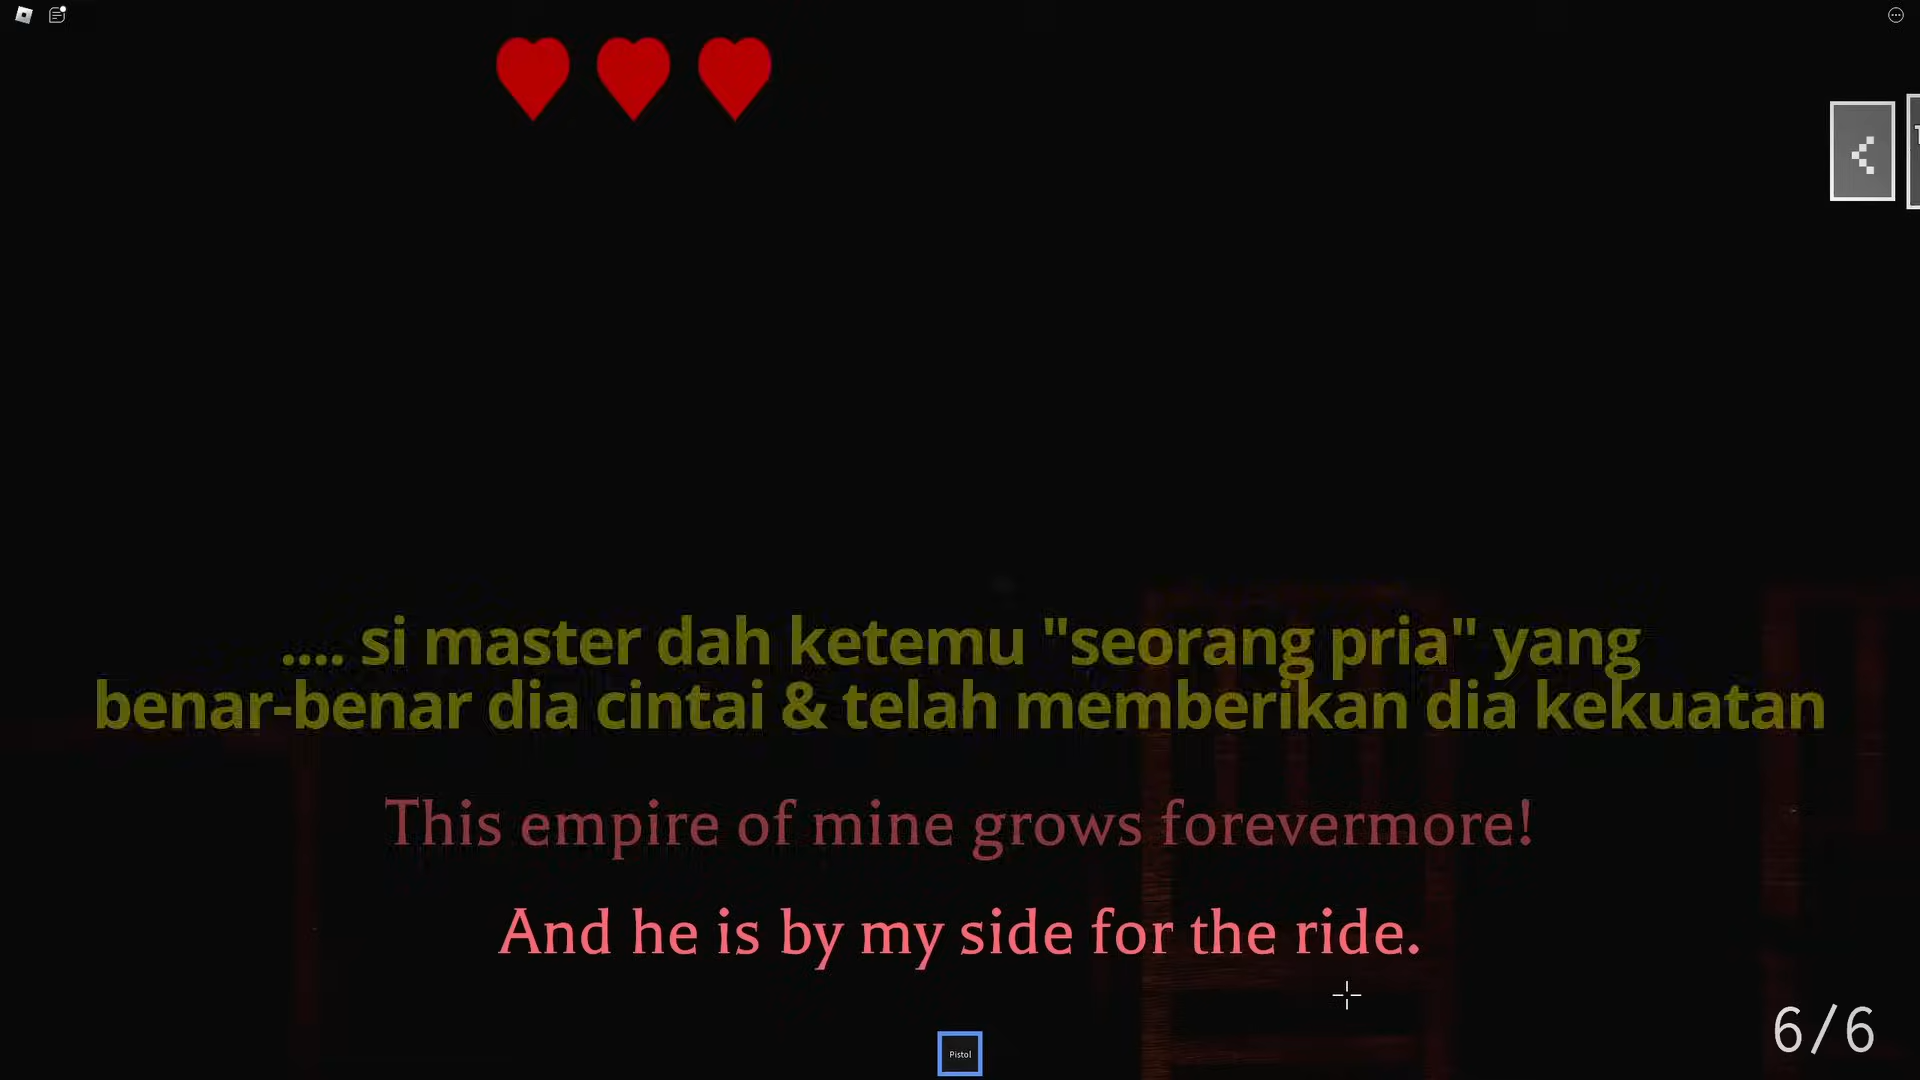 .... si master dah ketemu "seorang pria" yang
benar-benar dia cintai & telah memberikan dia kekuatan
This empire of mine grows forevermore!
And he is by my side for the ride.
Pistol
6/6